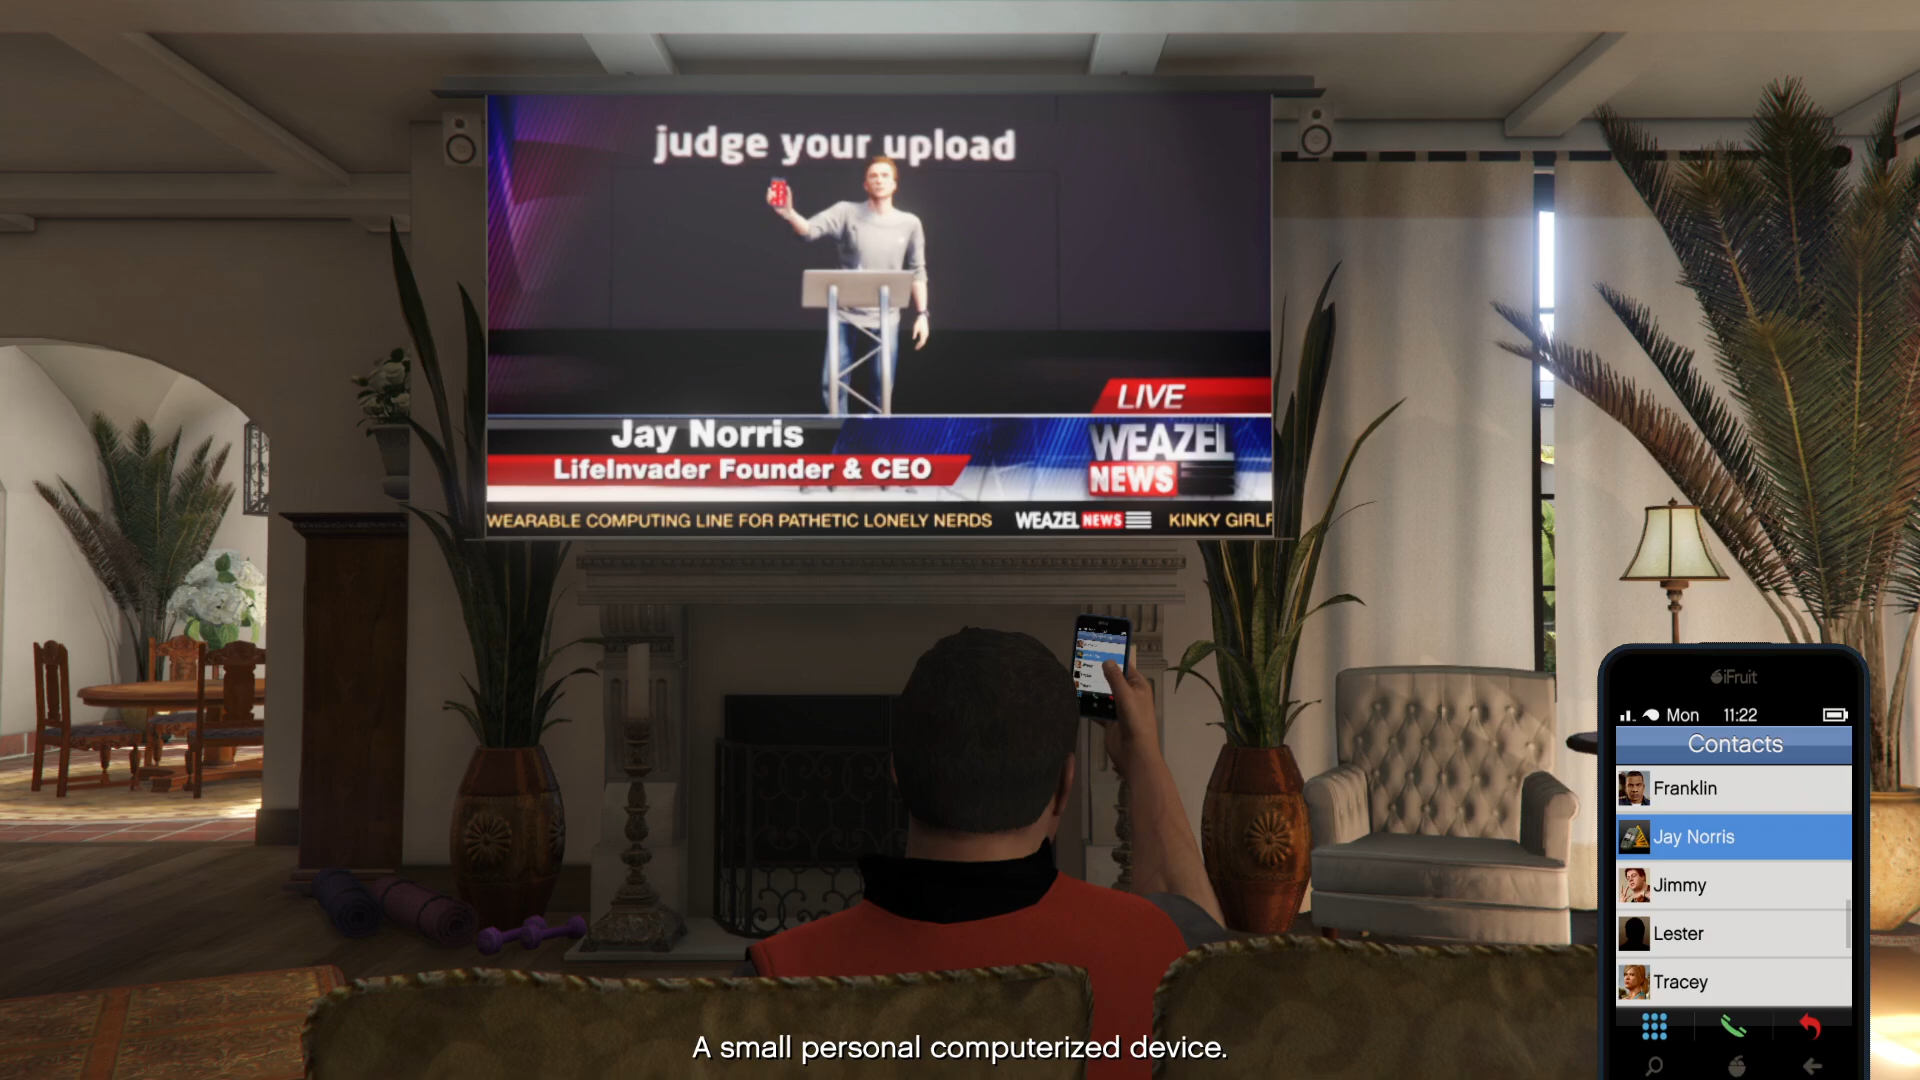 judge your upload
LIVE
Jay Norris
LifeInvader Founder & CEO
WEAZEL
NEWS
WEARABLE COMPUTING LINE FOR PATHETIC LONELY NERDS WEAZEL NEWS KINKY GIRLF
iFruit
Mon 11:22
Contacts
Franklin
Jay Norris
Jimmy
Lester
Tracey
A small personal computerized device.